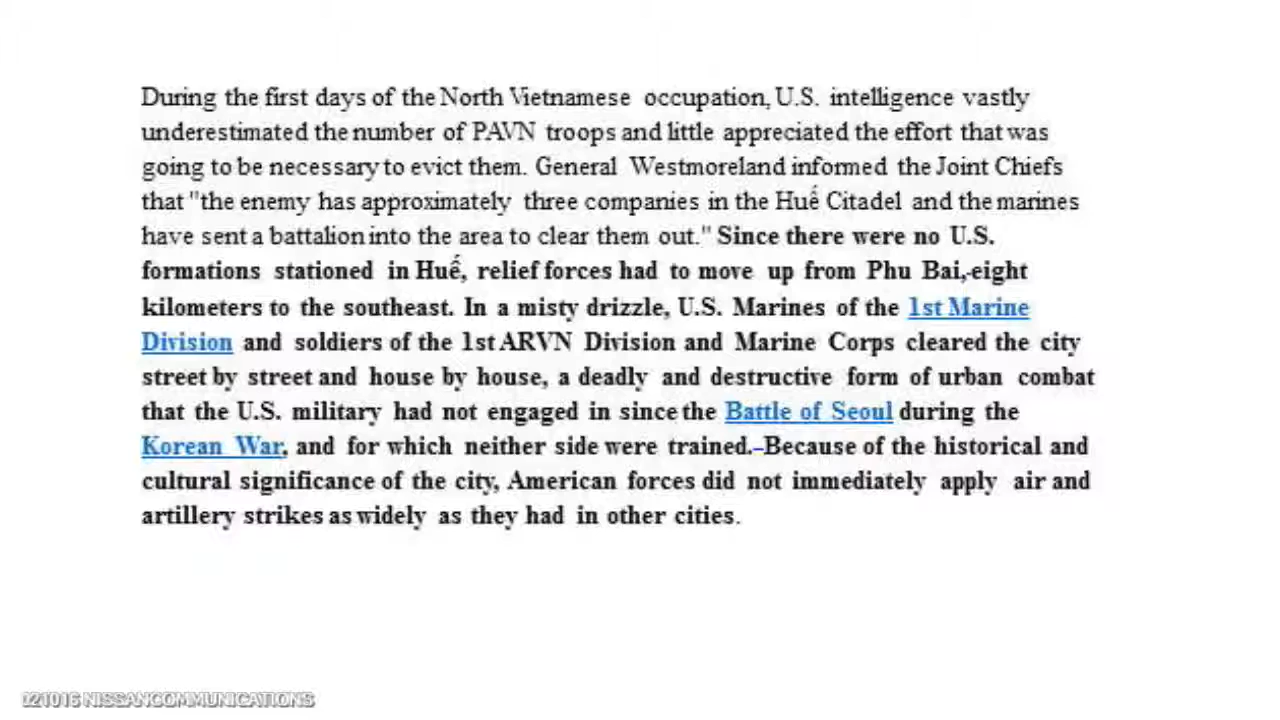 During the first days of the North Vietnamese occupation, U.S. intelligence vastly
underestimated the number of PAVN troops and little appreciated the effort that was
going to be necessary to evict them. General Westmoreland informed the Joint Chiefs
that "the enemy has approximately three companies in the Huế Citadel and the marines
have sent a battalion into the area to clear them out." Since there were no U.S.
formations stationed in Huế, relief forces had to move up from Phu Bai, eight
kilometers to the southeast. In a misty drizzle, U.S. Marines of the 1st Marine
Division and soldiers of the 1st ARVN Division and Marine Corps cleared the city
street by street and house by house, a deadly and destructive form of urban combat
that the U.S. military had not engaged in since the Battle of Seoul during the
Korean War, and for which neither side were trained. Because of the historical and
cultural significance of the city, American forces did not immediately apply air and
artillery strikes as widely as they had in other cities.
021016 NISSANCOMMUNICATIONS